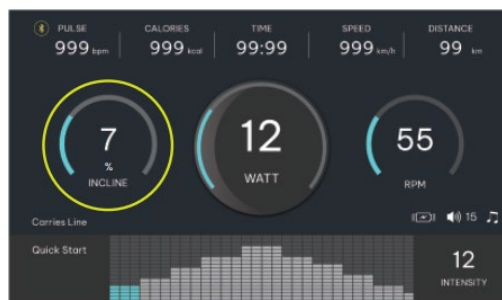 PULSE CALORIES TIME SPEED DISTANCE
999 bpm 999 kcal 99:99 999 km/h 99 km
7 12 55
%
INCLINE WATT RPM
Carries Line 15
Quick Start 12
INTENSITY